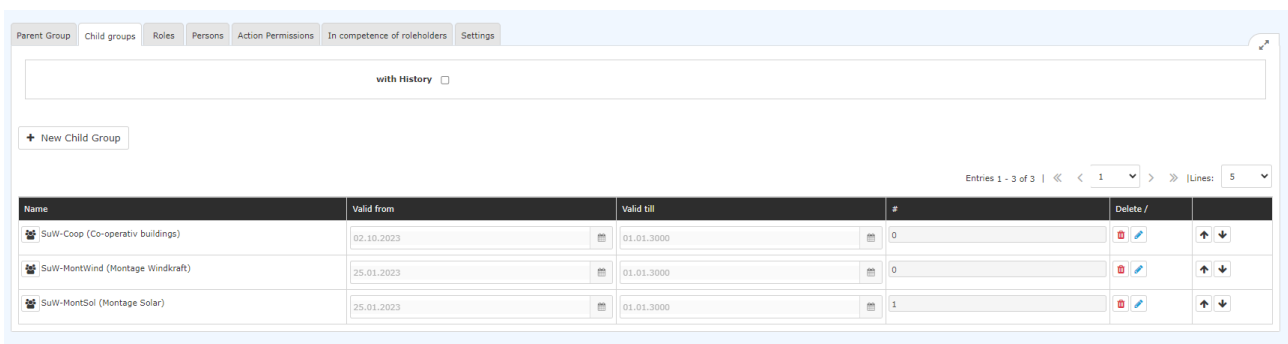 Parent Group Child groups Roles Persons Action Permissions In competence of roleholders Settings
with History
+ New Child Group
Entries 1 - 3 of 3 | « < 1 > » |Lines: 5
Name Valid from Valid till # Delete /
SuW-Coop (Co-operativ buildings) 02.10.2023 01.01.3000 0
SuW-MontWind (Montage Windkraft) 25.01.2023 01.01.3000 0
SuW-MontSol (Montage Solar) 25.01.2023 01.01.3000 1